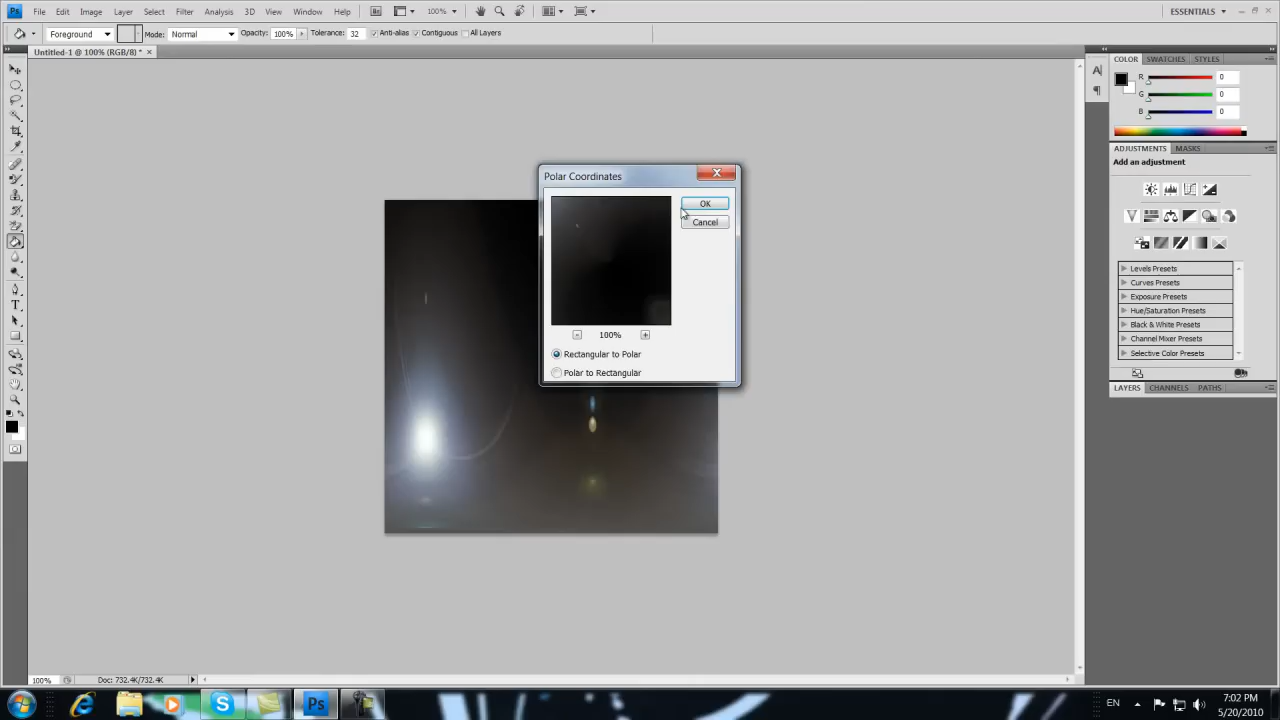 Ps File Edit Image Layer Select Filter Analysis 3D View Window Help 100% ESSENTIALS
Foreground Mode: Normal Opacity: 100% Tolerance: 32 Anti-alias Contiguous All Layers
Untitled-1 @ 100% (RGB/8) *
COLOR SWATCHES STYLES
R 0
G 0
B 0
ADJUSTMENTS MASKS
Add an adjustment
Levels Presets
Curves Presets
Exposure Presets
Hue/Saturation Presets
Black & White Presets
Channel Mixer Presets
Selective Color Presets
LAYERS CHANNELS PATHS
Polar Coordinates
OK
Cancel
100%
Rectangular to Polar
Polar to Rectangular
100% Doc: 732.4K/732.4K
Ps
EN
7:02 PM
5/20/2010